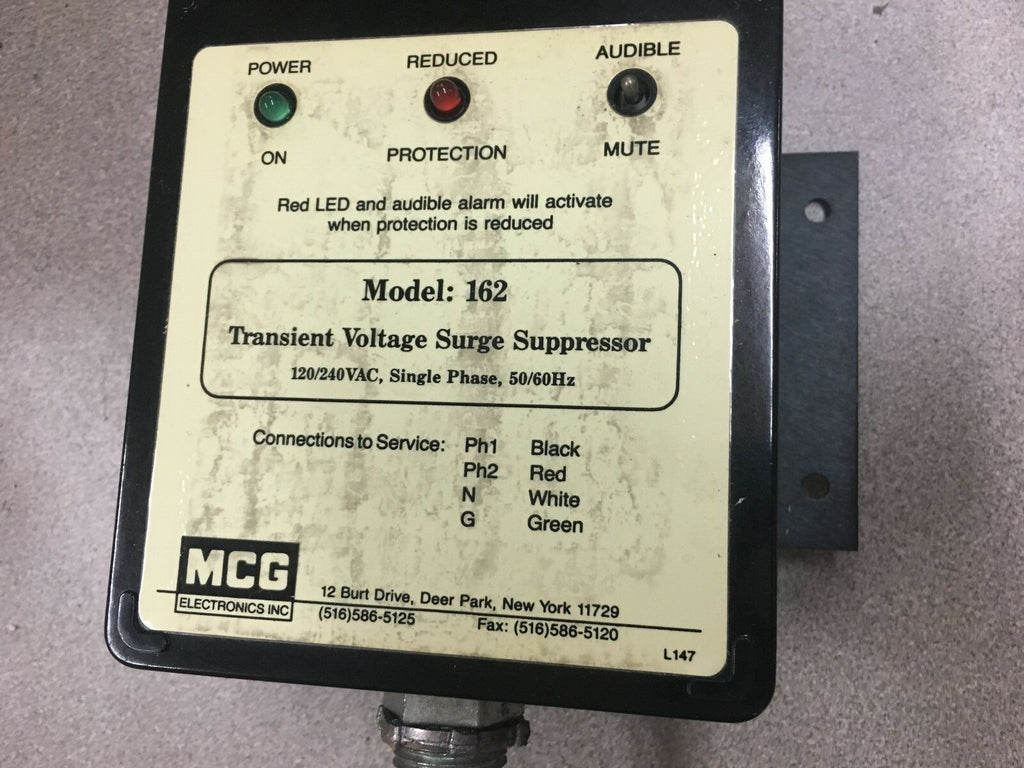 POWER REDUCED AUDIBLE
ON PROTECTION MUTE
Red LED and audible alarm will activate
when protection is reduced
Model: 162
Transient Voltage Surge Suppressor
120/240VAC, Single Phase, 50/60Hz
Connections to Service: Ph1 Black
Ph2 Red
N White
G Green
MCG
ELECTRONICS INC
12 Burt Drive, Deer Park, New York 11729
(516)586-5125 Fax: (516)586-5120
L147